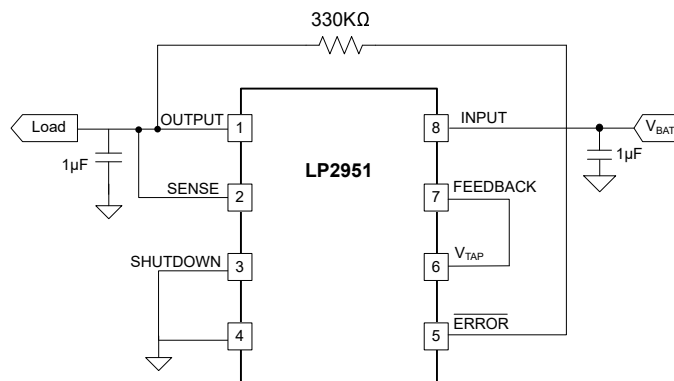 330KΩ
Load
OUTPUT
1
8
INPUT
V_BAT
1µF
1µF
LP2951
SENSE
2
7
FEEDBACK
SHUTDOWN
3
6
V_TAP
4
5
ERROR